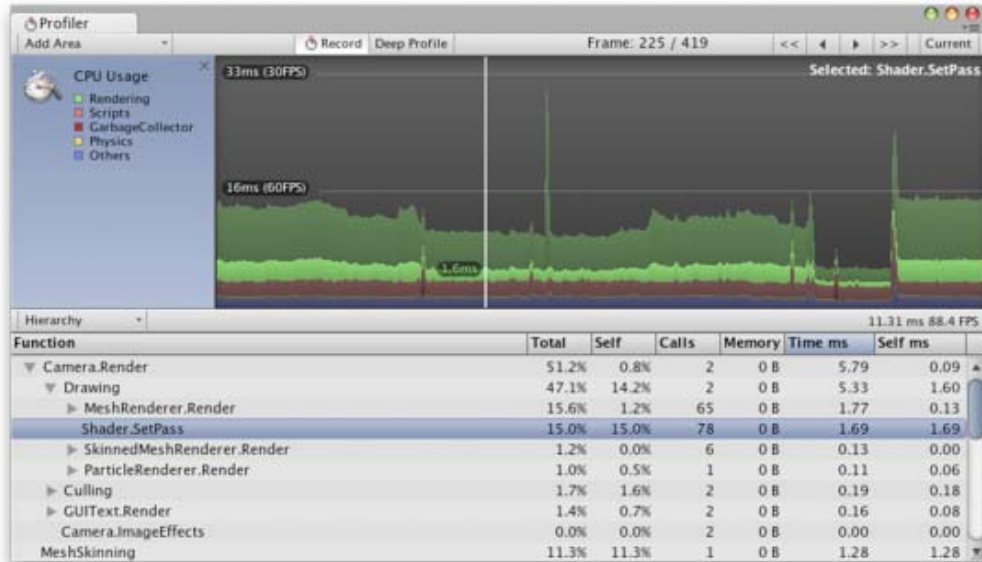 Profiler
Add Area Record Deep Profile Frame: 225 / 419 << >> Current
CPU Usage
Rendering
Scripts
GarbageCollector
Physics
Others
33ms (30FPS)
Selected: Shader.SetPass
16ms (60FPS)
1.6ms
Hierarchy 11.31 ms 88.4 FPS
Function Total Self Calls Memory Time ms Self ms
Camera.Render 51.2% 0.8% 2 0 B 5.79 0.09
Drawing 47.1% 14.2% 2 0 B 5.33 1.60
MeshRenderer.Render 15.6% 1.2% 65 0 B 1.77 0.13
Shader.SetPass 15.0% 15.0% 78 0 B 1.69 1.69
SkinnedMeshRenderer.Render 1.2% 0.0% 6 0 B 0.13 0.00
ParticleRenderer.Render 1.0% 0.5% 1 0 B 0.11 0.06
Culling 1.7% 1.6% 2 0 B 0.19 0.18
GUIText.Render 1.4% 0.7% 2 0 B 0.16 0.08
Camera.ImageEffects 0.0% 0.0% 2 0 B 0.00 0.00
MeshSkinning 11.3% 11.3% 1 0 B 1.28 1.28